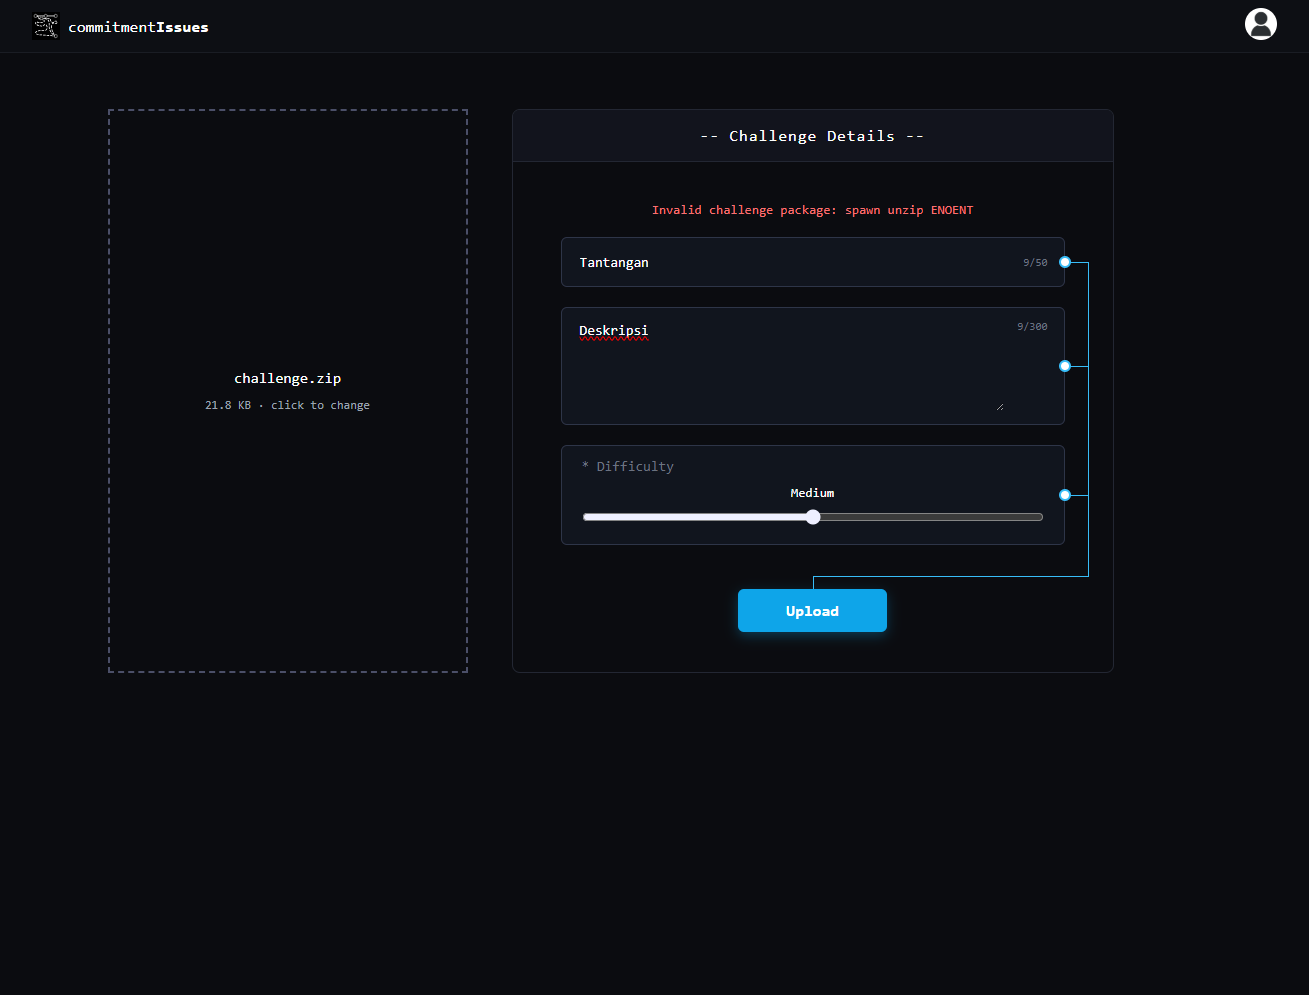 commitmentIssues
challenge.zip
21.8 KB · click to change
-- Challenge Details --
Invalid challenge package: spawn unzip ENOENT
Tantangan
9/50
Deskripsi
9/300
* Difficulty
Medium
Upload